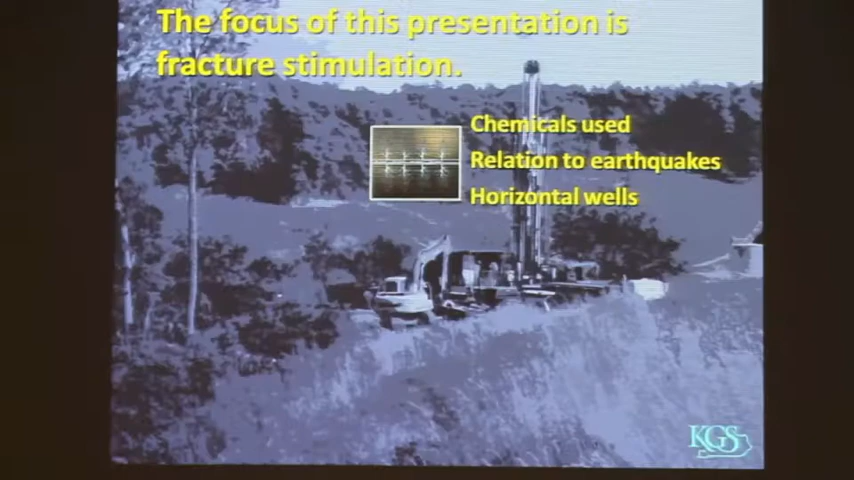 The focus of this presentation is
fracture stimulation.
Chemicals used
Relation to earthquakes
Horizontal wells
KGS